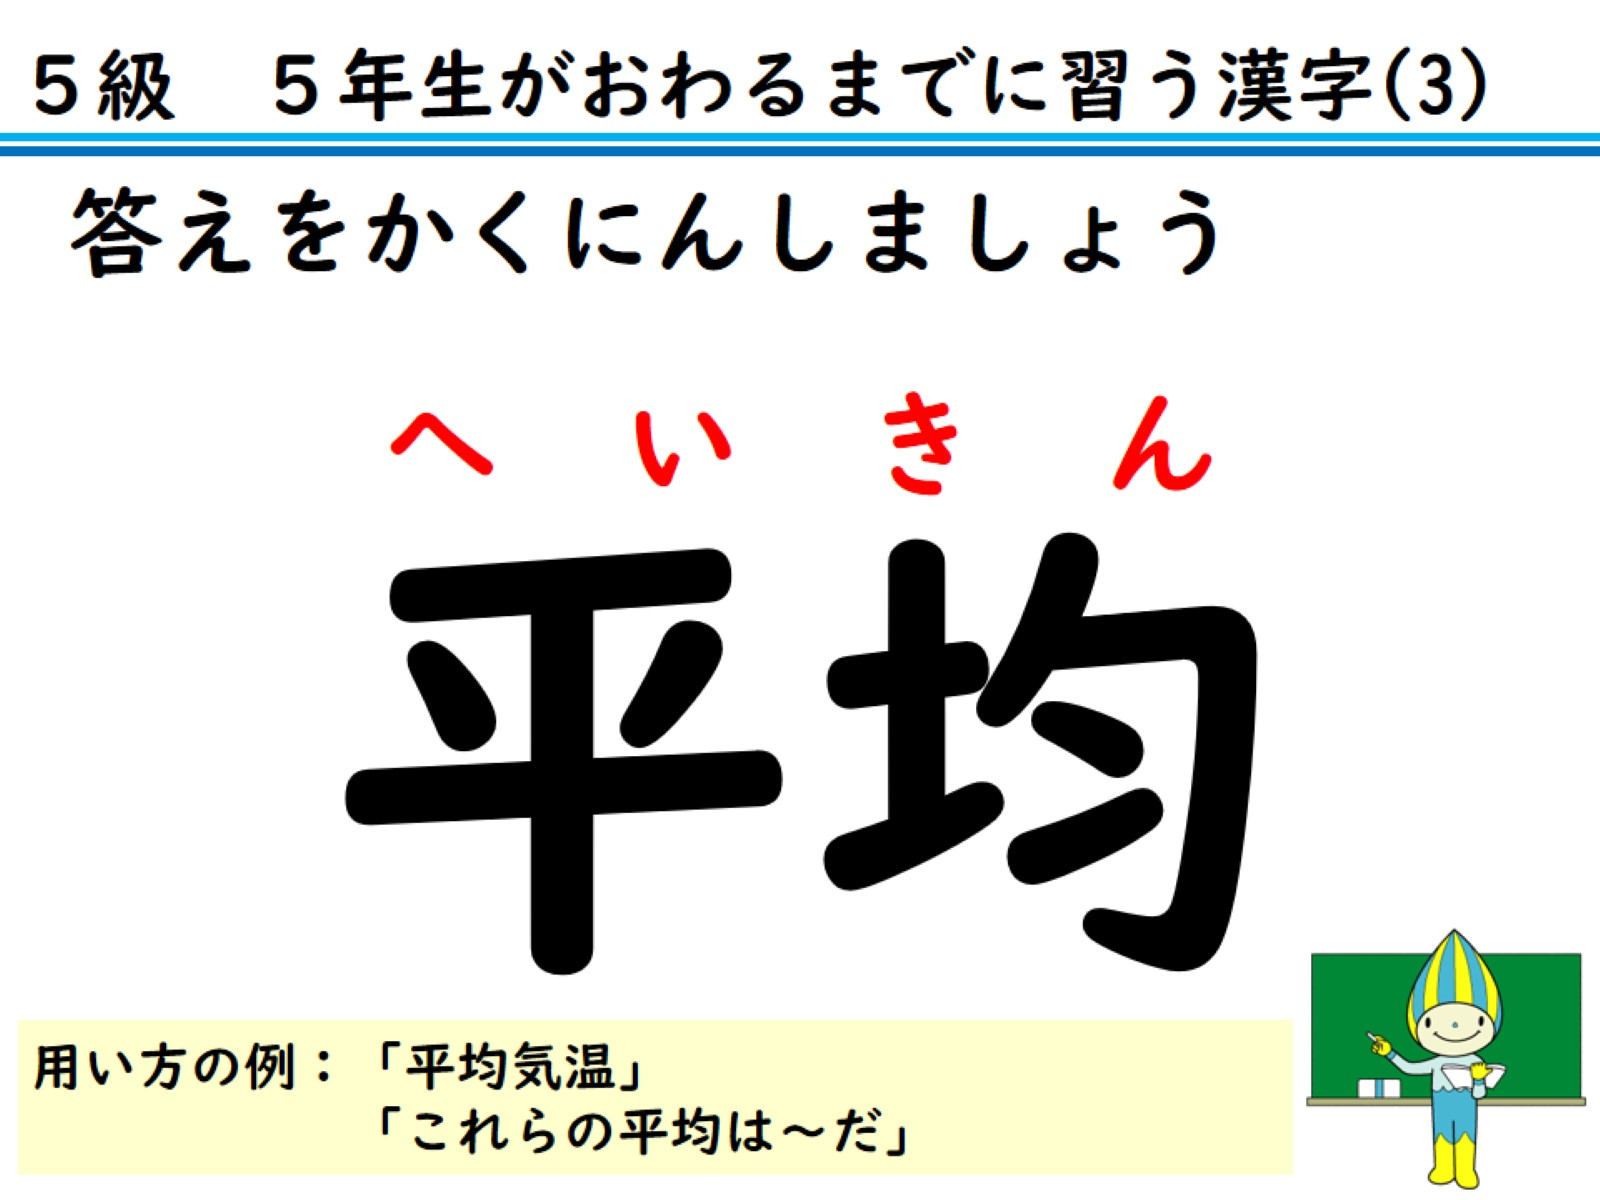 ５級　５年生がおわるまでに習う漢字(3)
答えをかくにんしましょう
へいきん
平均
用い方の例：「平均気温」
「これらの平均は～だ」